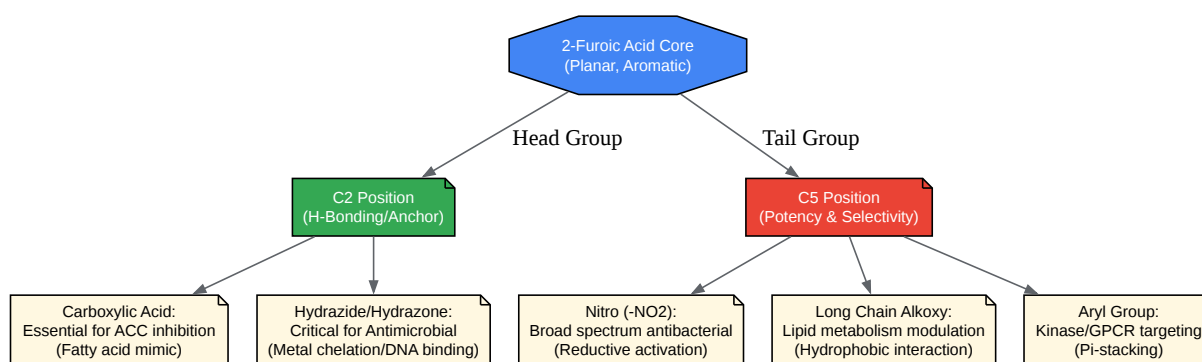 2-Furoic Acid Core
(Planar, Aromatic)
Head Group
Tail Group
C2 Position
(H-Bonding/Anchor)
C5 Position
(Potency & Selectivity)
Carboxylic Acid:
Essential for ACC inhibition
(Fatty acid mimic)
Hydrazide/Hydrazone:
Critical for Antimicrobial
(Metal chelation/DNA binding)
Nitro (-NO2):
Broad spectrum antibacterial
(Reductive activation)
Long Chain Alkoxy:
Lipid metabolism modulation
(Hydrophobic interaction)
Aryl Group:
Kinase/GPCR targeting
(Pi-stacking)